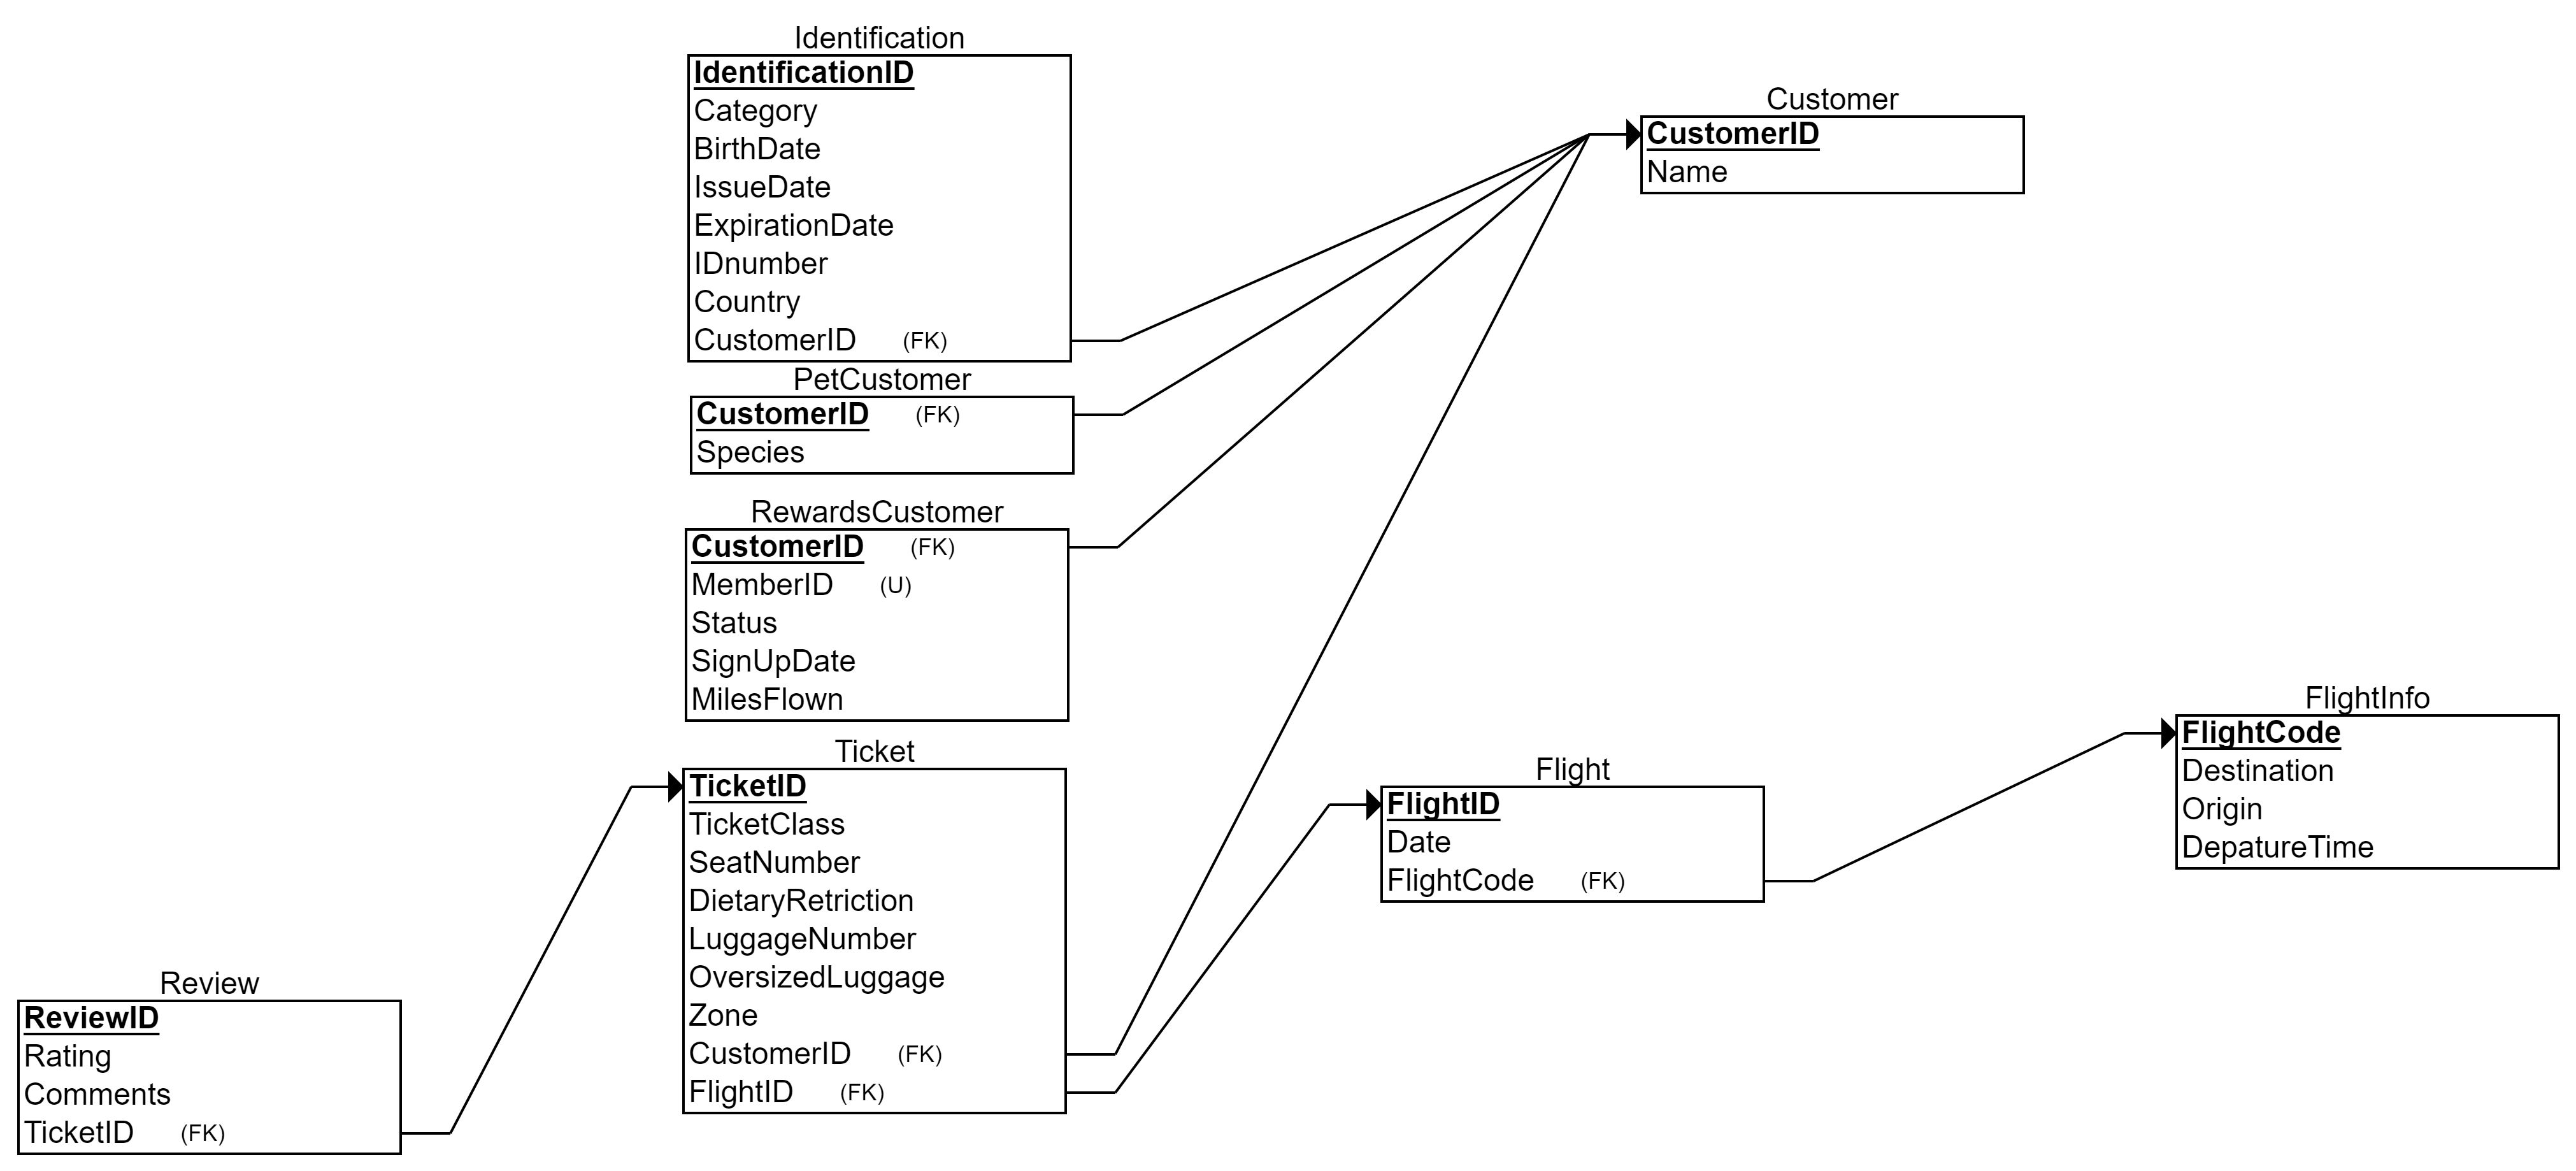 Identification
IdentificationID
Category
BirthDate
IssueDate
ExpirationDate
IDnumber
Country
CustomerID (FK)
Customer
CustomerID
Name
PetCustomer
CustomerID (FK)
Species
RewardsCustomer
CustomerID (FK)
MemberID (U)
Status
SignUpDate
MilesFlown
Ticket
TicketID
TicketClass
SeatNumber
DietaryRetriction
LuggageNumber
OversizedLuggage
Zone
CustomerID (FK)
FlightID (FK)
Flight
FlightID
Date
FlightCode (FK)
FlightInfo
FlightCode
Destination
Origin
DepatureTime
Review
ReviewID
Rating
Comments
TicketID (FK)